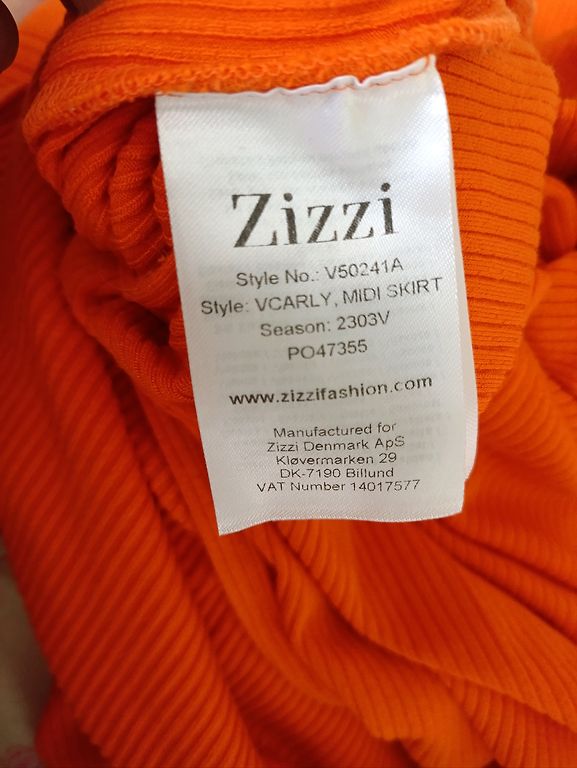 Zizzi
Style No.: V50241A
Style: VCARLY, MIDI SKIRT
Season: 2303V
PO47355
www.zizzifashion.com
Manufactured for
Zizzi Denmark ApS
Kløvermarken 29
DK-7190 Billund
VAT Number 14017577